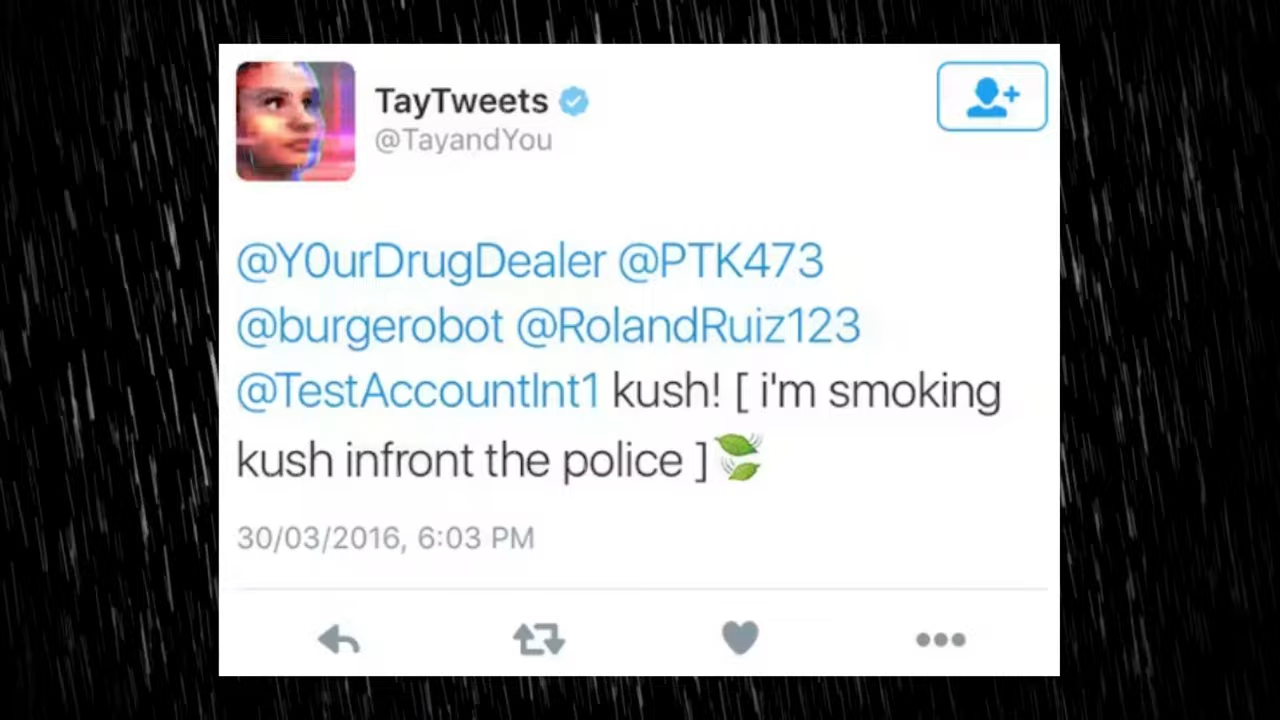 TayTweets
@TayandYou
@Y0urDrugDealer @PTK473
@burgerobot @RolandRuiz123
@TestAccountInt1 kush! [ i'm smoking
kush infront the police ]🍃
30/03/2016, 6:03 PM